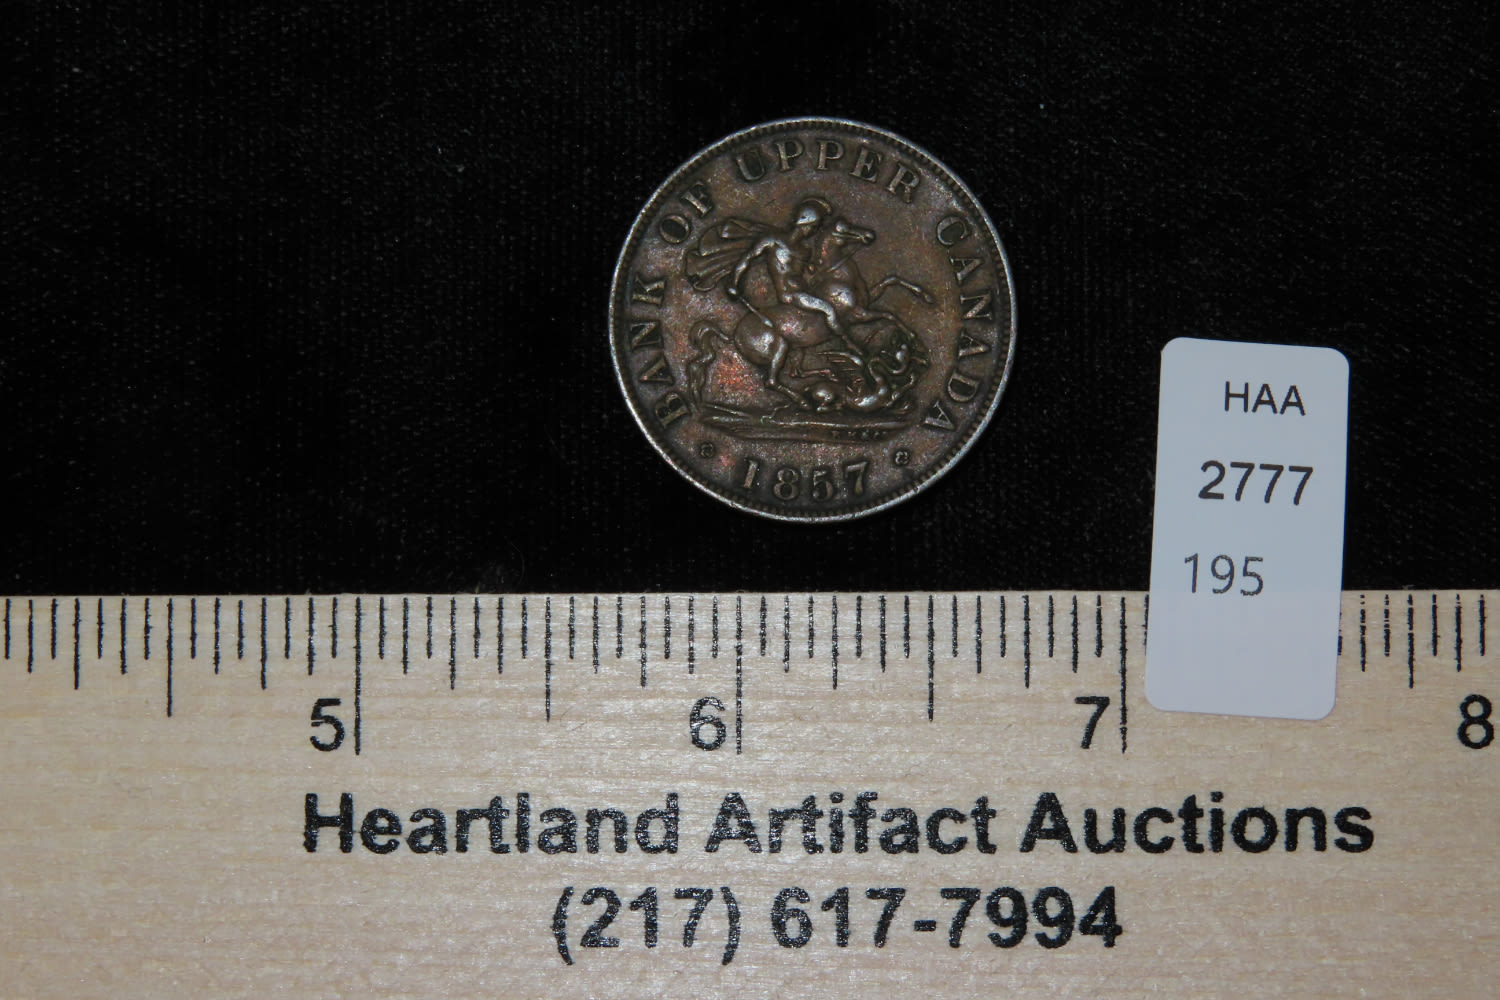 BANK OF UPPER CANADA
1857
HAA
2777
195
5 6 7 8
Heartland Artifact Auctions
(217) 617-7994